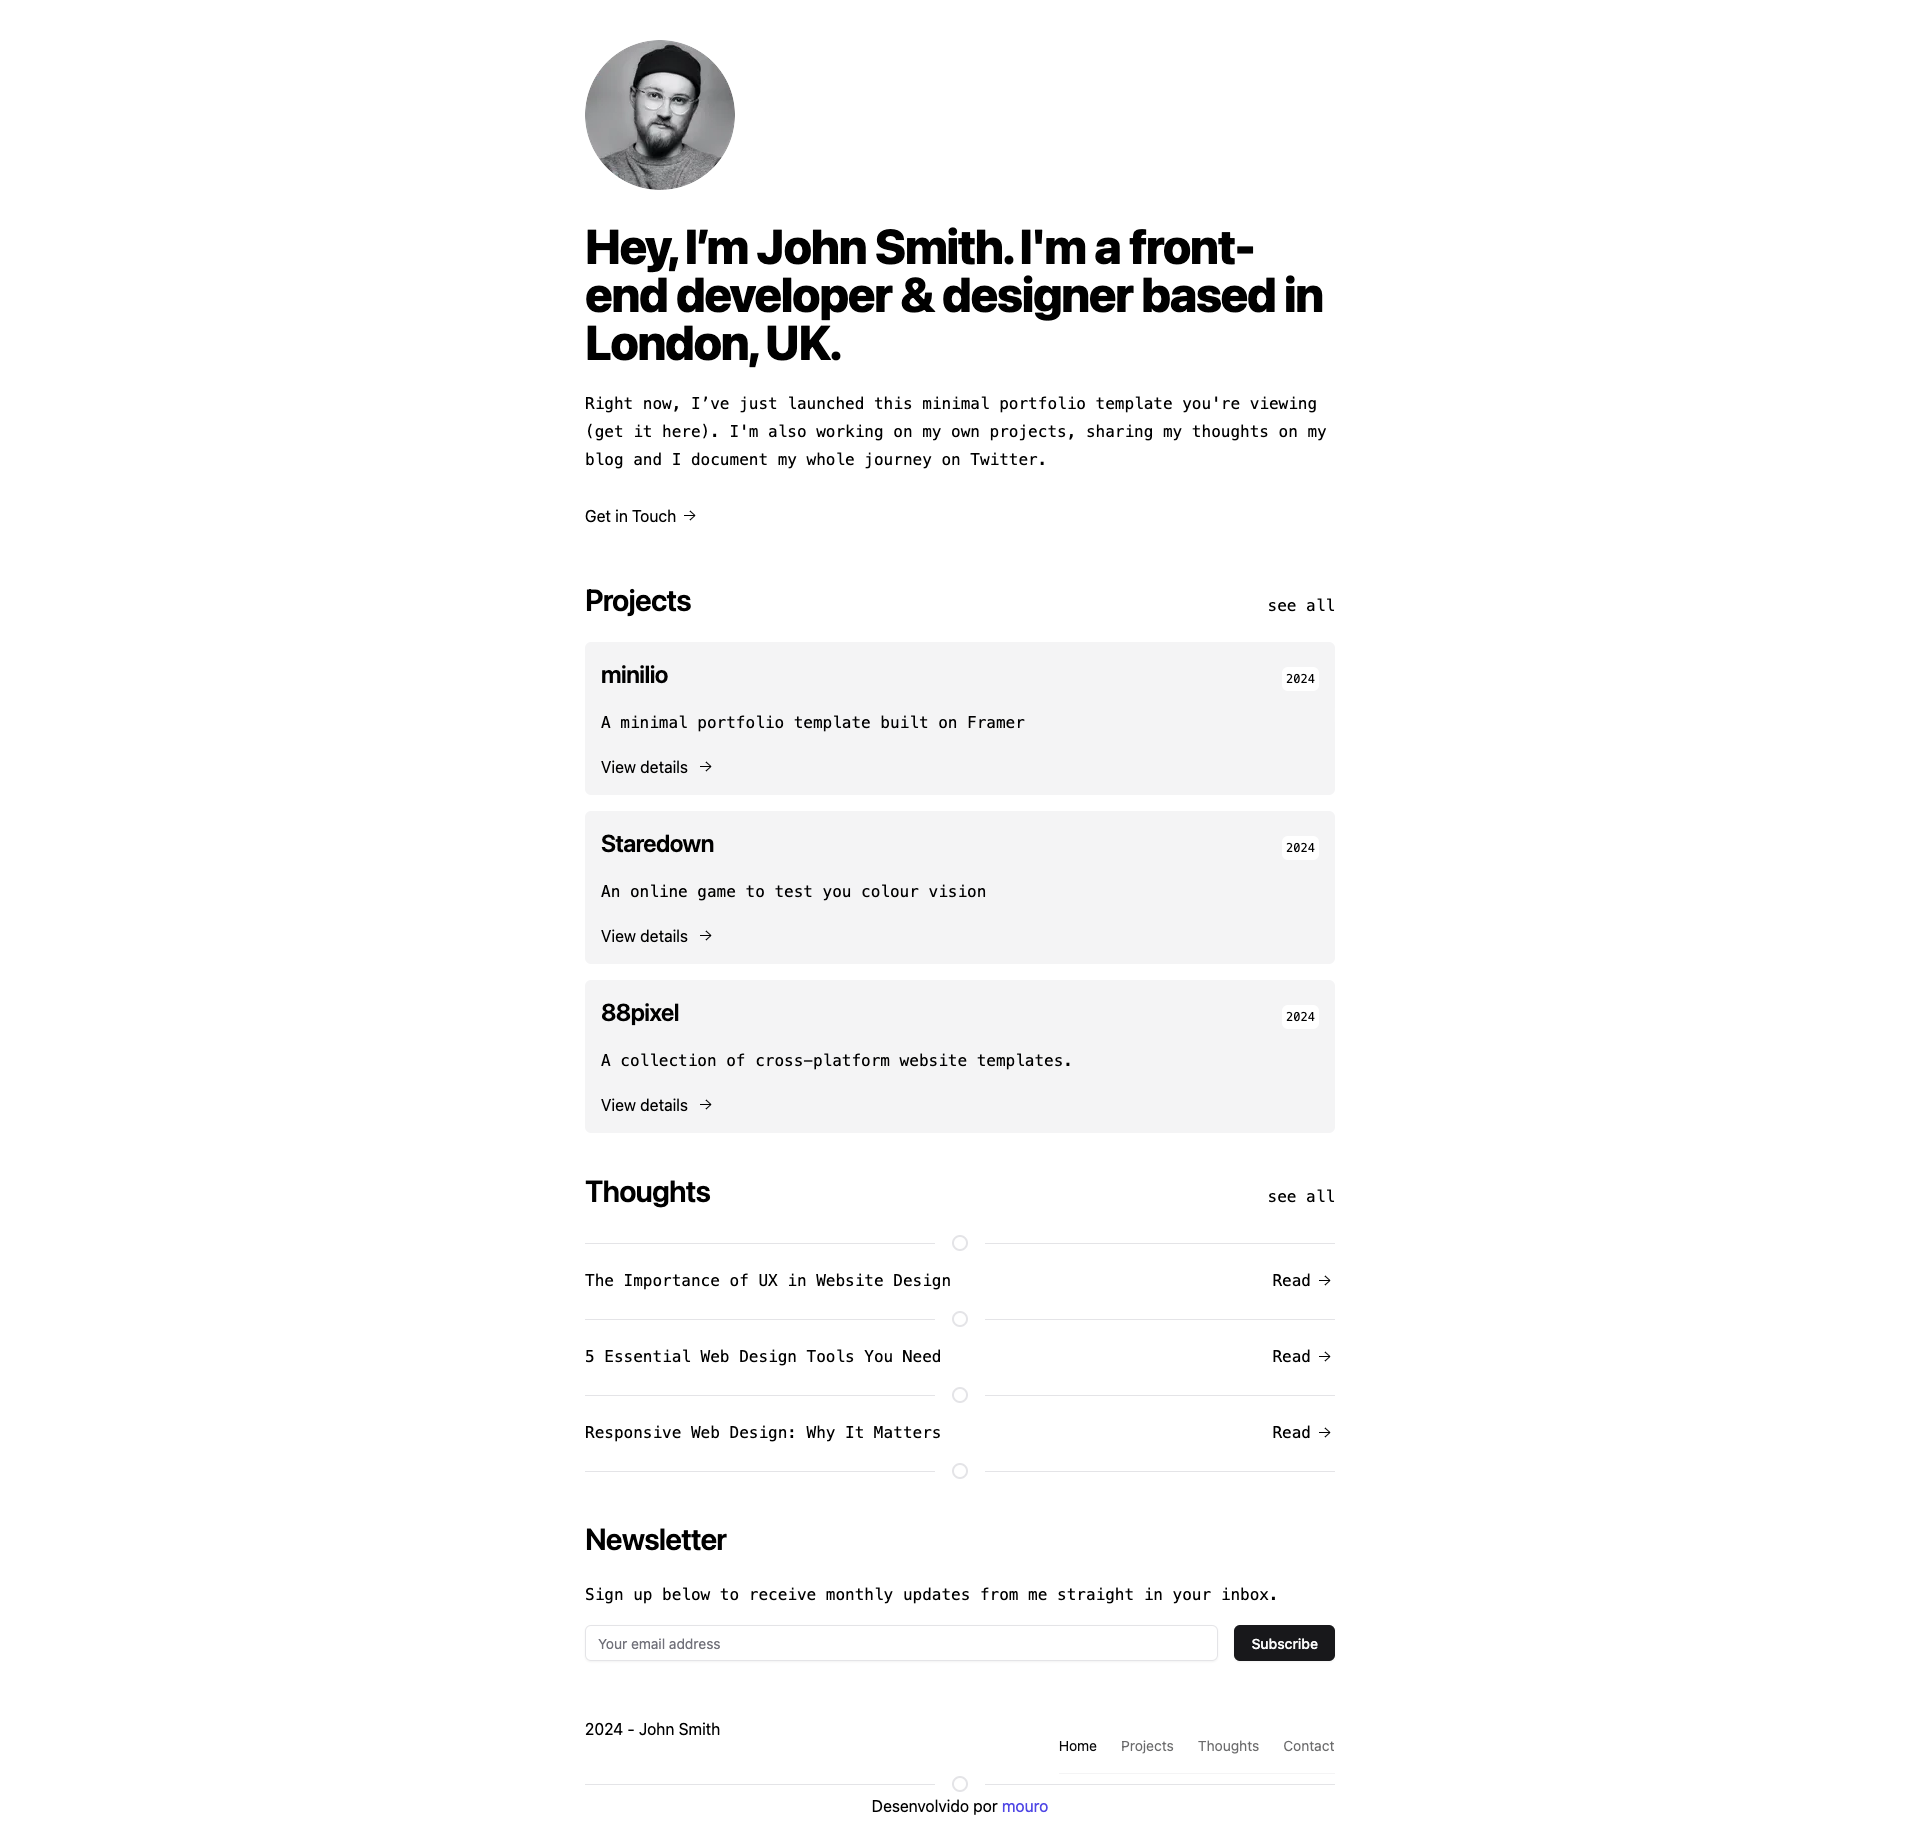 Hey, I’m John Smith. I'm a front-
end developer & designer based in
London, UK.
Right now, I’ve just launched this minimal portfolio template you're viewing
(get it here). I'm also working on my own projects, sharing my thoughts on my
blog and I document my whole journey on Twitter.
Get in Touch →
Projects
see all
minilio
2024
A minimal portfolio template built on Framer
View details →
Staredown
2024
An online game to test you colour vision
View details →
88pixel
2024
A collection of cross-platform website templates.
View details →
Thoughts
see all
The Importance of UX in Website Design
Read →
5 Essential Web Design Tools You Need
Read →
Responsive Web Design: Why It Matters
Read →
Newsletter
Sign up below to receive monthly updates from me straight in your inbox.
Your email address
Subscribe
2024 - John Smith
Home Projects Thoughts Contact
Desenvolvido por mouro